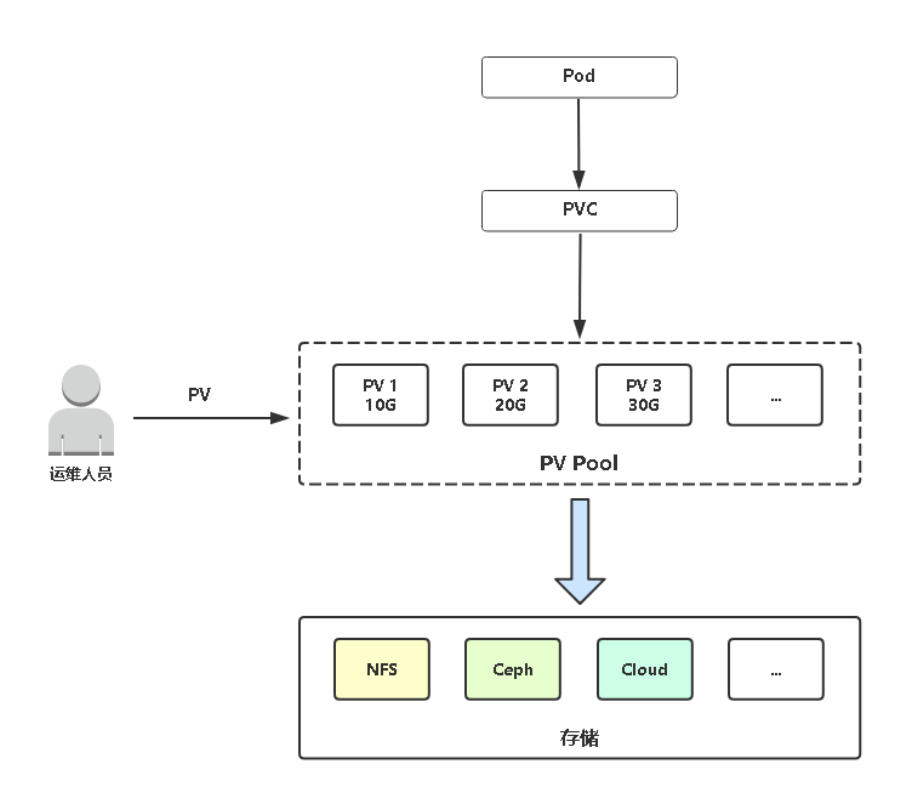 Pod
PVC
PV
运维人员
PV 1
10G
PV 2
20G
PV 3
30G
...
PV Pool
NFS
Ceph
Cloud
...
存储